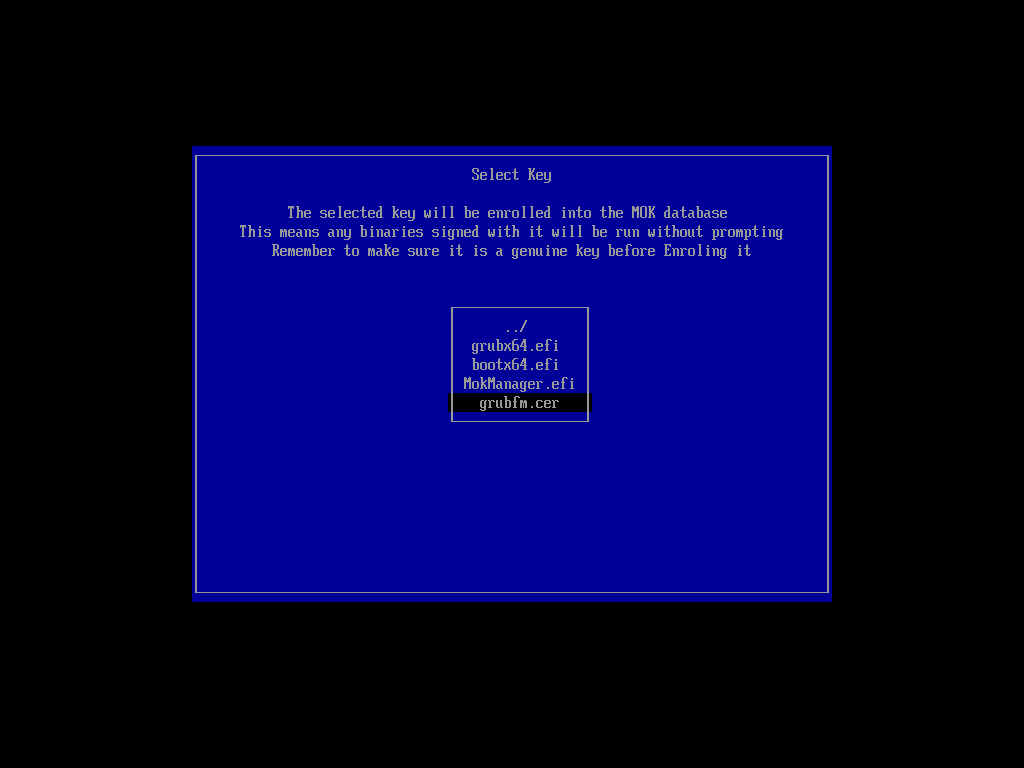 Select Key
The selected key will be enrolled into the MOK database
This means any binaries signed with it will be run without prompting
Remember to make sure it is a genuine key before Enroling it
../
grubx64.efi
bootx64.efi
MokManager.efi
grubfm.cer